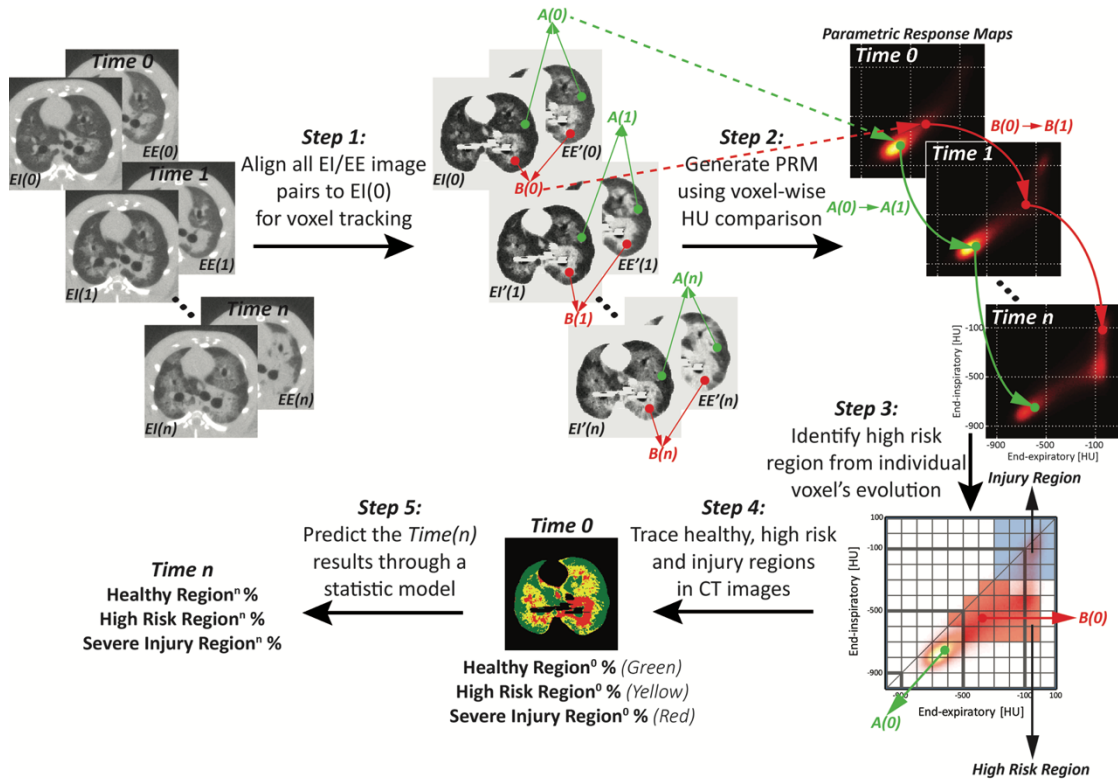 Time 0
EE(0)
EI(0)
Time 1
EE(1)
EI(1)
Time n
EE(n)
EI(n)
Step 1:
Align all EI/EE image
pairs to EI(0)
for voxel tracking
A(0)
EI(0)
EE'(0)
B(0)
A(1)
EI'(1)
EE'(1)
B(1)
A(n)
EI'(n)
EE'(n)
B(n)
Step 2:
Generate PRM
using voxel-wise
HU comparison
Parametric Response Maps
Time 0
B(0) → B(1)
Time 1
A(0)→A(1)
Time n
End-inspiratory [HU]
-100
-500
-900
-900
-500
-100
End-expiratory [HU]
Step 3:
Identify high risk
region from individual
voxel's evolution
Injury Region
End-inspiratory [HU]
100
-100
-500
-900
B(0)
A(0)
-900
-500
-100
100
End-expiratory [HU]
High Risk Region
Step 4:
Trace healthy, high risk
and injury regions
in CT images
Time 0
Healthy Region⁰ % (Green)
High Risk Region⁰ % (Yellow)
Severe Injury Region⁰ % (Red)
Step 5:
Predict the Time(n)
results through a
statistic model
Time n
Healthy Regionⁿ %
High Risk Regionⁿ %
Severe Injury Regionⁿ %